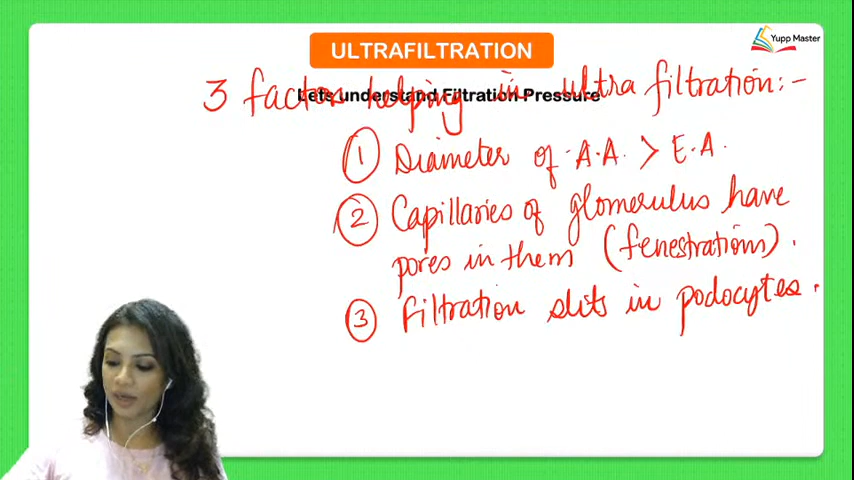 Yupp Master
ULTRAFILTRATION
3 factors helping in ultra filtration:-
Lets understand Filtration Pressure
① Diameter of A.A. > E.A.
② Capillaries of glomerulus have
pores in them (fenestrations).
③ Filtration slits in podocytes.